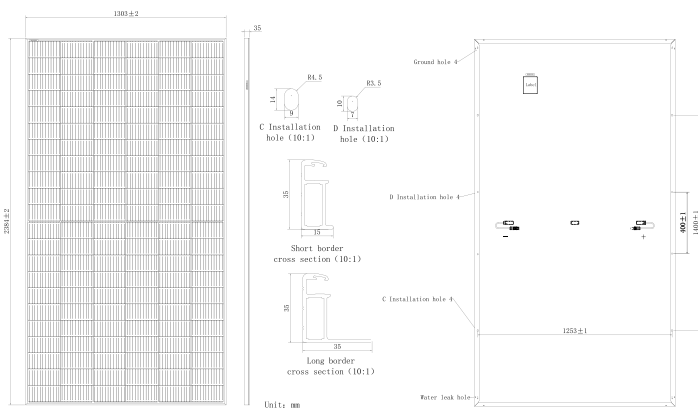 1303±2
35
2384±2
R4.5
14
9
C Installation
hole (10:1)
R3.5
10
7
D Installation
hole (10:1)
35
15
Short border
cross section (10:1)
35
35
Long border
cross section (10:1)
Unit: mm
Ground hole 4
Label
D Installation hole 4
400±1
1400±1
− +
C Installation hole 4
1253±1
Water leak hole